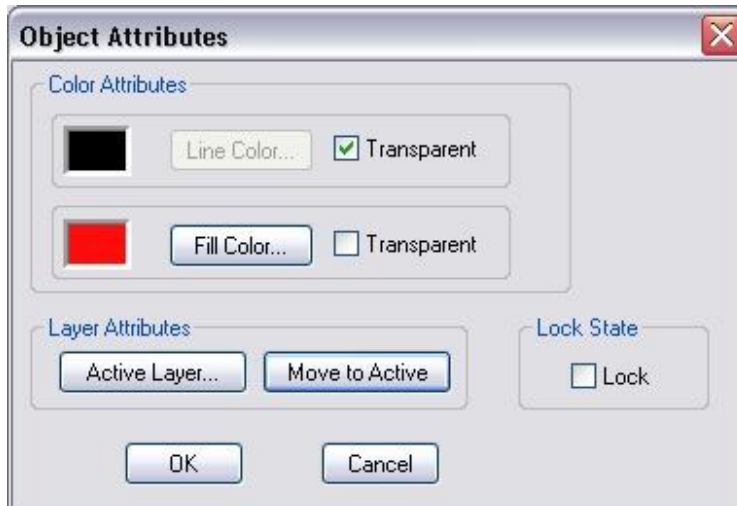 Object Attributes
Color Attributes
Line Color... Transparent
Fill Color... Transparent
Layer Attributes Lock State
Active Layer... Move to Active Lock
OK Cancel